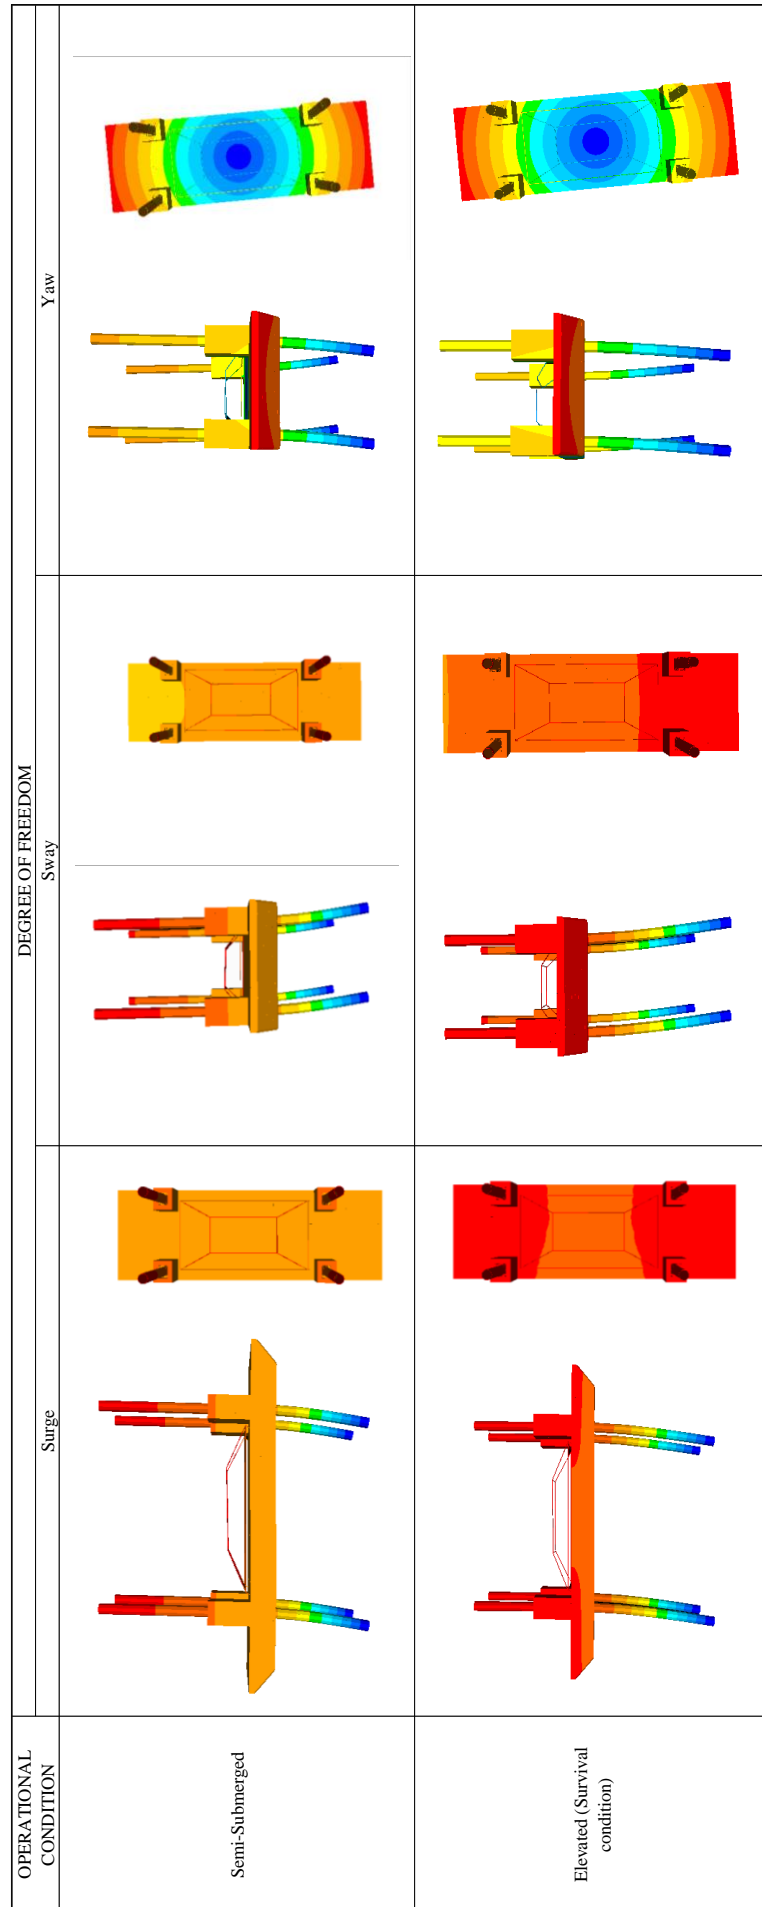 OPERATIONAL
CONDITION
DEGREE OF FREEDOM
Surge
Sway
Yaw
Semi-Submerged
Elevated (Survival
condition)